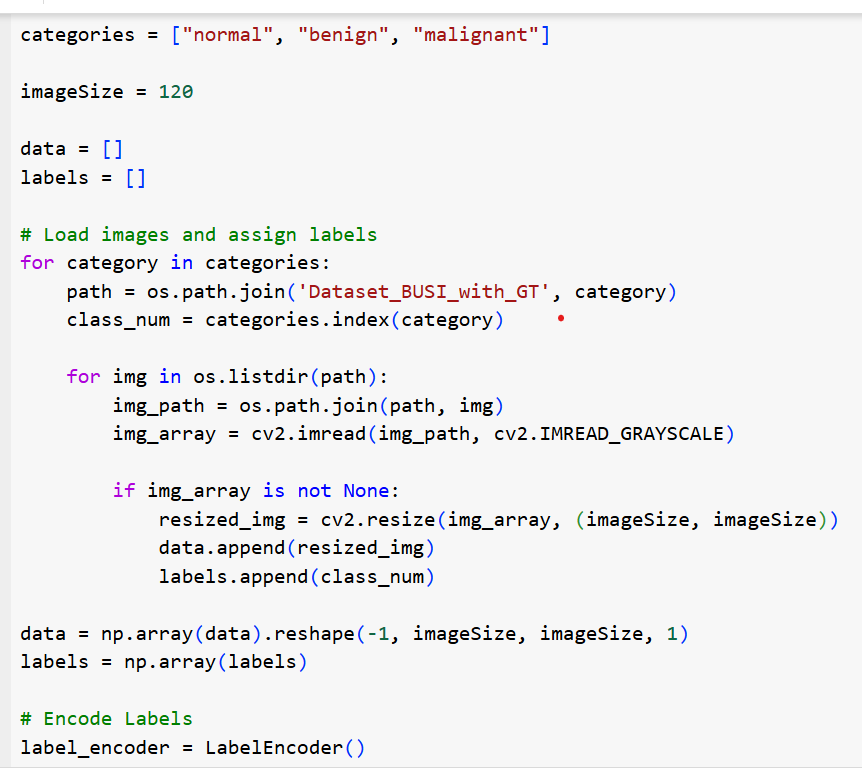 categories = ["normal", "benign", "malignant"]
imageSize = 120
data = []
labels = []
# Load images and assign labels
for category in categories:
    path = os.path.join('Dataset_BUSI_with_GT', category)
    class_num = categories.index(category)
    for img in os.listdir(path):
        img_path = os.path.join(path, img)
        img_array = cv2.imread(img_path, cv2.IMREAD_GRAYSCALE)
        if img_array is not None:
            resized_img = cv2.resize(img_array, (imageSize, imageSize))
            data.append(resized_img)
            labels.append(class_num)
data = np.array(data).reshape(-1, imageSize, imageSize, 1)
labels = np.array(labels)
# Encode Labels
label_encoder = LabelEncoder()